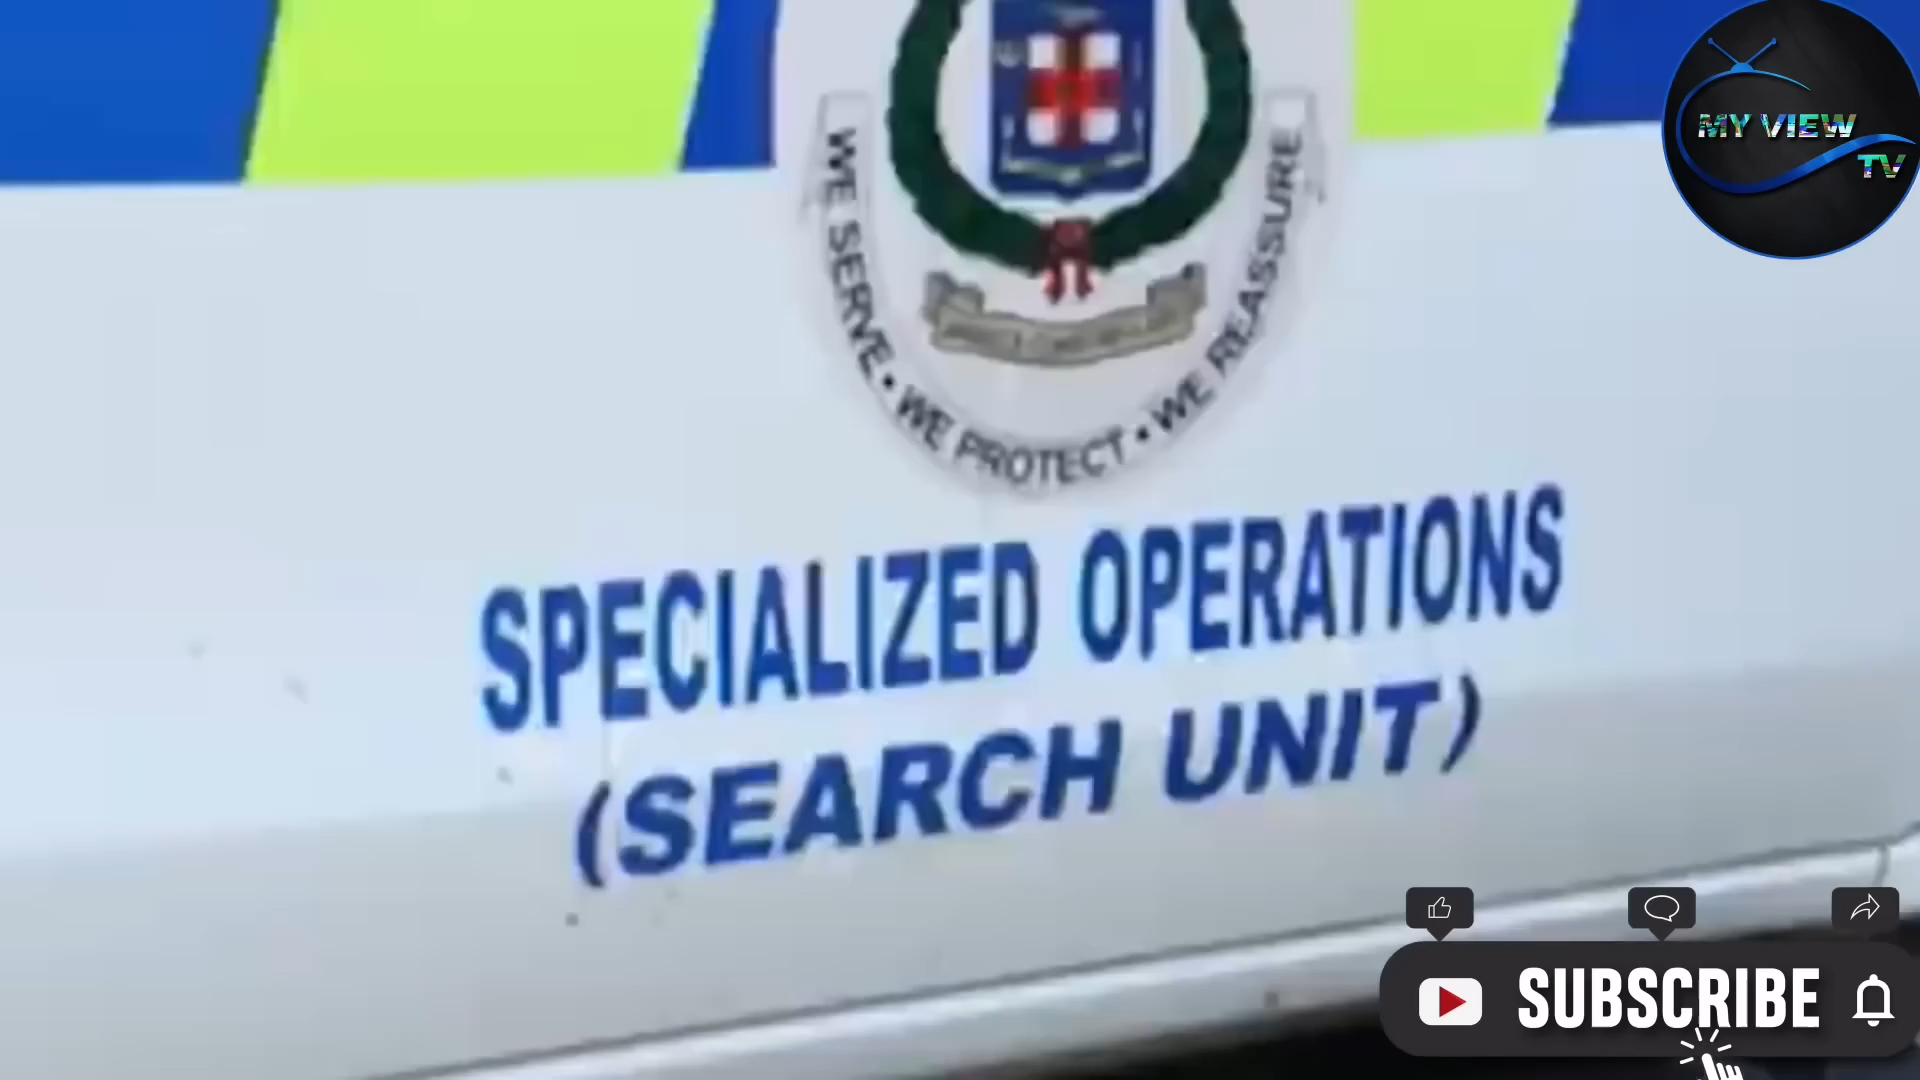 MY VIEW
TV
WE SERVE • WE PROTECT • WE REASSURE
SPECIALIZED OPERATIONS
(SEARCH UNIT)
SUBSCRIBE